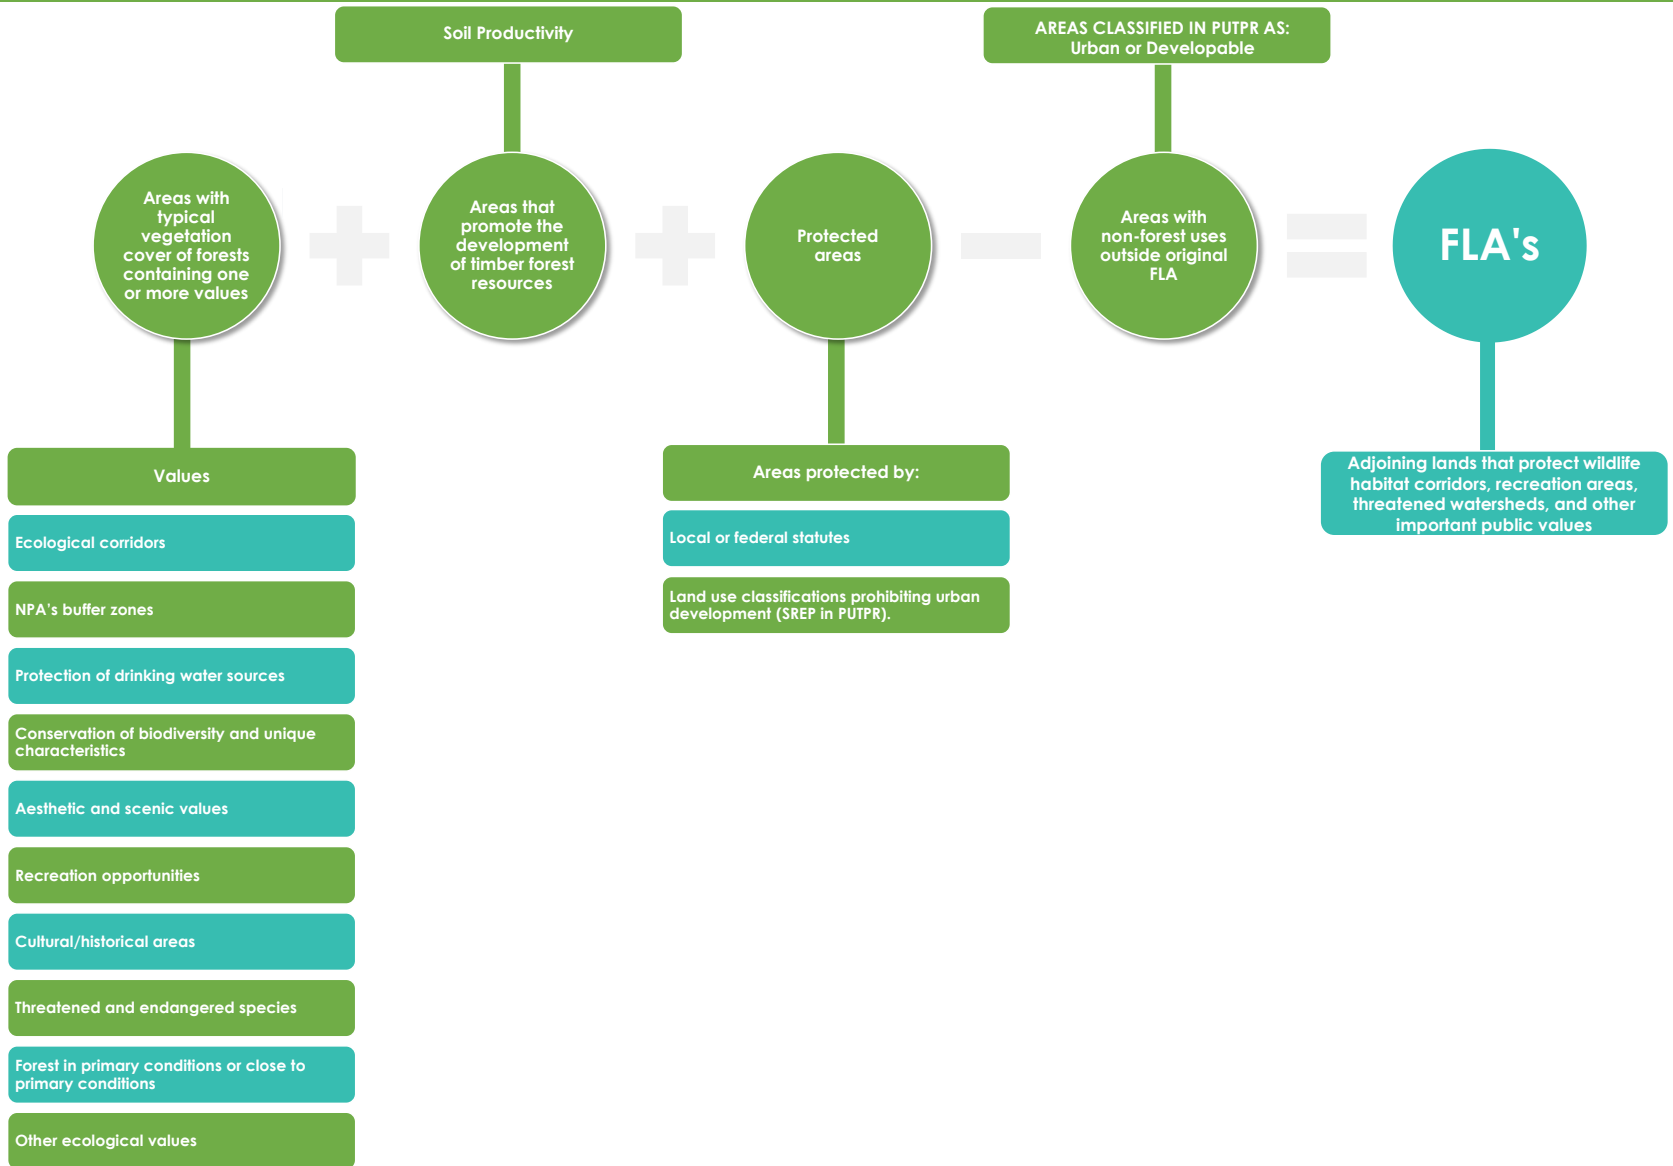 Soil Productivity
AREAS CLASSIFIED IN PUTPR AS:
Urban or Developable
Areas with
typical
vegetation
cover of forests
containing one
or more values
Areas that
promote the
development
of timber forest
resources
Protected
areas
Areas with
non-forest uses
outside original
FLA
FLA's
Values
Ecological corridors
NPA's buffer zones
Protection of drinking water sources
Conservation of biodiversity and unique
characteristics
Aesthetic and scenic values
Recreation opportunities
Cultural/historical areas
Threatened and endangered species
Forest in primary conditions or close to
primary conditions
Other ecological values
Areas protected by:
Local or federal statutes
Land use classifications prohibiting urban
development (SREP in PUTPR).
Adjoining lands that protect wildlife
habitat corridors, recreation areas,
threatened watersheds, and other
important public values